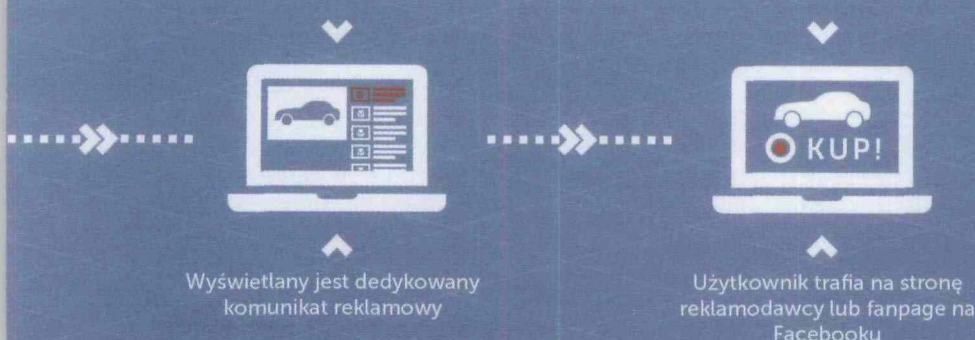 KUP!
Wyświetlany jest dedykowany
komunikat reklamowy
Użytkownik trafia na stronę
reklamodawcy lub fanpage na
Facebooku